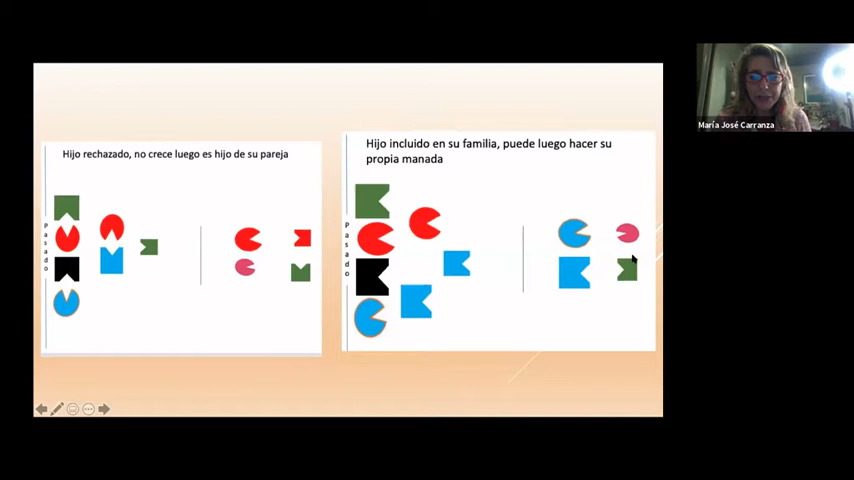 Hijo rechazado, no crece luego es hijo de su pareja
Pasado
Hijo incluido en su familia, puede luego hacer su
propia manada
Pasado
María José Carranza